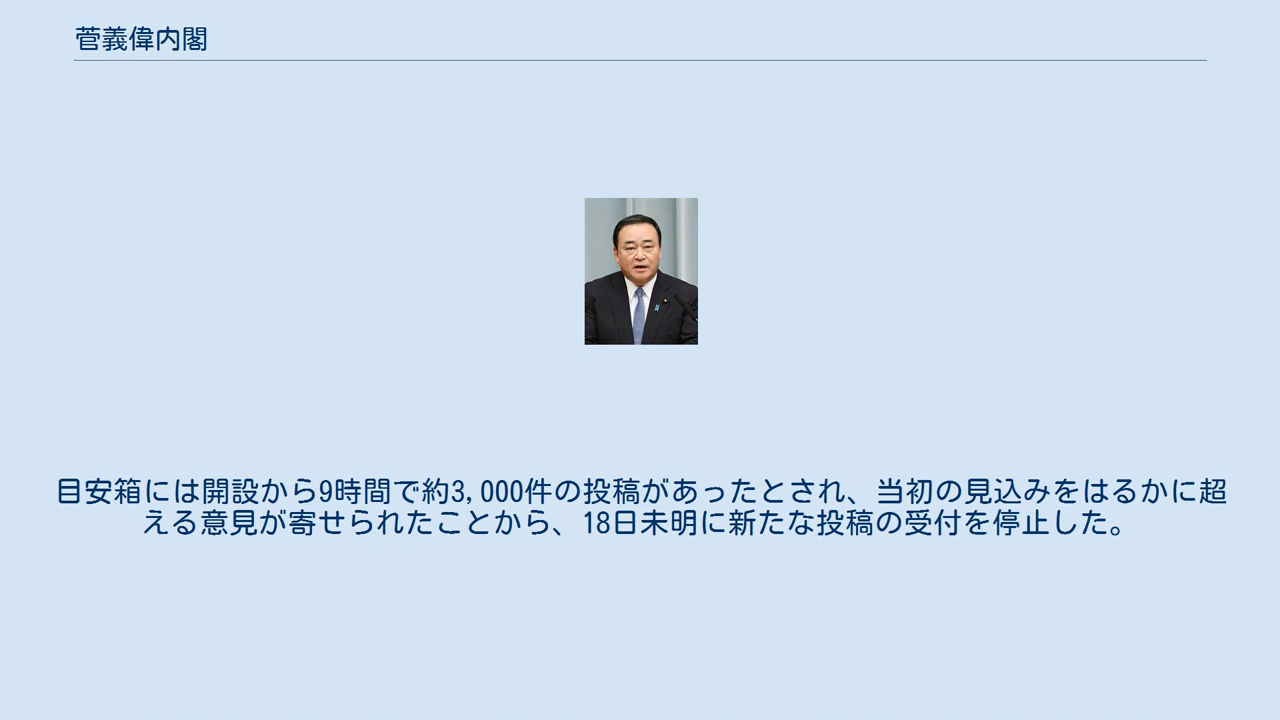 菅義偉内閣
目安箱には開設から9時間で約3,000件の投稿があったとされ、当初の見込みをはるかに超
える意見が寄せられたことから、18日未明に新たな投稿の受付を停止した。